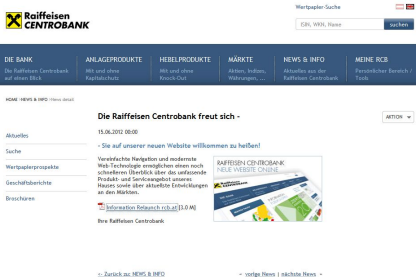 Raiffeisen
CENTROBANK
Wertpapier-Suche
ISIN, WKN, Name
DIE BANK
Die Raiffeisen Centrobank
auf einen Blick
ANLAGEPRODUKTE
Mit und ohne
Kapitalschutz
HEBELPRODUKTE
Mit und ohne
Knock-Out
MÄRKTE
Aktien, Indizes,
Währungen, ...
NEWS & INFO
Aktuelles aus der
Raiffeisen Centrobank
MEINE RCB
Persönlicher Bereich /
Tools
HOME >NEWS & INFO >News detail
Aktuelles
Suche
Wertpapierprospekte
Geschäftsberichte
Broschüren
Die Raiffeisen Centrobank freut sich -
AKTION
15.06.2012 08:00
- Sie auf unserer neuen Website willkommen zu heißen!
Vereinfachte Navigation und modernste
Web-Technologie ermöglichen einen noch
schnelleren Überblick über das umfassende
Produkt- und Serviceangebot unseres
Hauses sowie über aktuellste Entwicklungen
an den Märkten.
Information Relaunch rcb.at [3.0 M]
Ihre Raiffeisen Centrobank
RAIFFEISEN CENTROBANK
NEUE WEBSITE ONLINE
← Zurück zu: NEWS & INFO
← vorige News | nächste News →